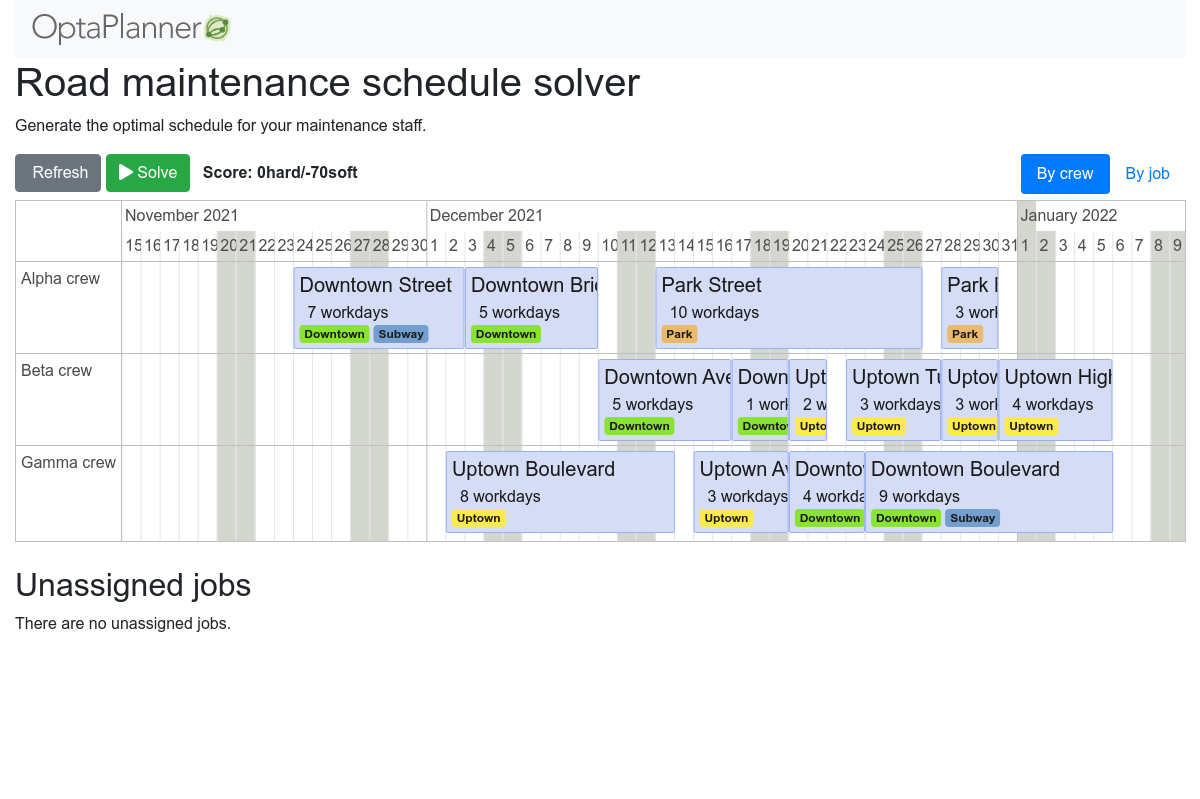 OptaPlanner
Road maintenance schedule solver
Generate the optimal schedule for your maintenance staff.
Refresh Solve Score: 0hard/-70soft By crew By job
November 2021 December 2021 January 2022
15 16 17 18 19 20 21 22 23 24 25 26 27 28 29 30 1 2 3 4 5 6 7 8 9 10 11 12 13 14 15 16 17 18 19 20 21 22 23 24 25 26 27 28 29 30 31 1 2 3 4 5 6 7 8 9
Alpha crew
Downtown Street Downtown Bri Park Street Park
7 workdays 5 workdays 10 workdays 3 work
Downtown Subway Downtown Park Park
Beta crew
Downtown Ave Down Upt Uptown Tu Uptow Uptown High
5 workdays 1 work 2 w 3 workdays 3 work 4 workdays
Downtown Downto Upto Uptown Uptown Uptown
Gamma crew
Uptown Boulevard Uptown Av Downto Downtown Boulevard
8 workdays 3 workdays 4 workda 9 workdays
Uptown Uptown Downtown Downtown Subway
Unassigned jobs
There are no unassigned jobs.